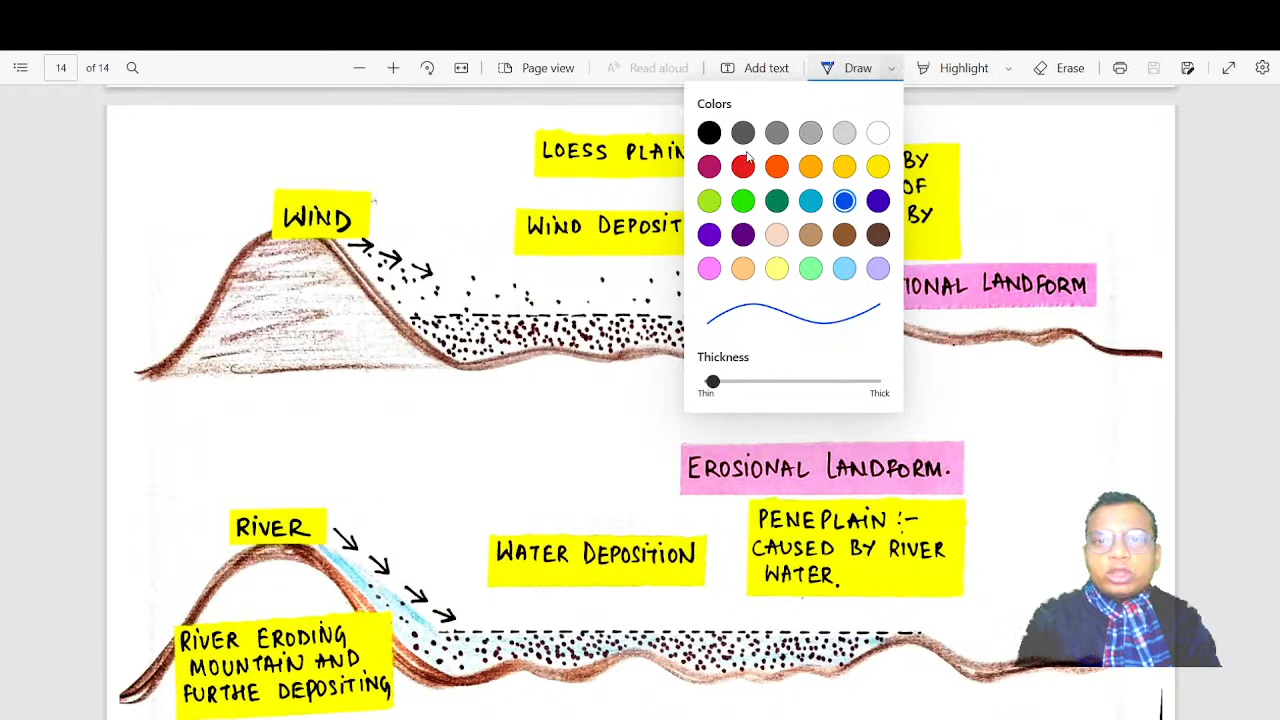 14 of 14
Page view
Read aloud
Add text
Draw
Highlight
Erase
Colors
Thickness
Thin Thick
LOESS PLAIN
WIND
WIND DEPOSIT
BY
OF
BY
IONAL LANDFORM
EROSIONAL LANDFORM.
RIVER
WATER DEPOSITION
PENEPLAIN :-
CAUSED BY RIVER
WATER.
RIVER ERODING
MOUNTAIN AND
FURTHE DEPOSITING